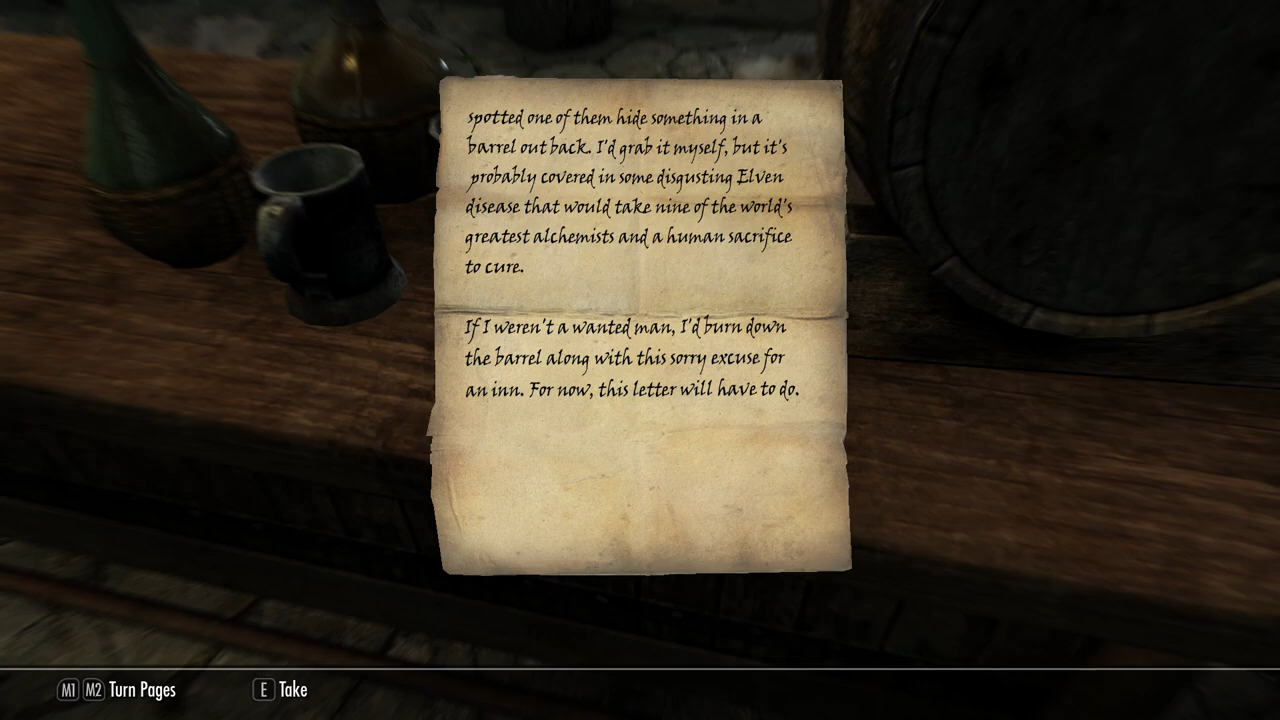 spotted one of them hide something in a
barrel out back. I'd grab it myself, but it's
probably covered in some disgusting Elven
disease that would take nine of the world's
greatest alchemists and a human sacrifice
to cure.
If I weren't a wanted man, I'd burn down
the barrel along with this sorry excuse for
an inn. For now, this letter will have to do.
M1 M2 Turn Pages E Take